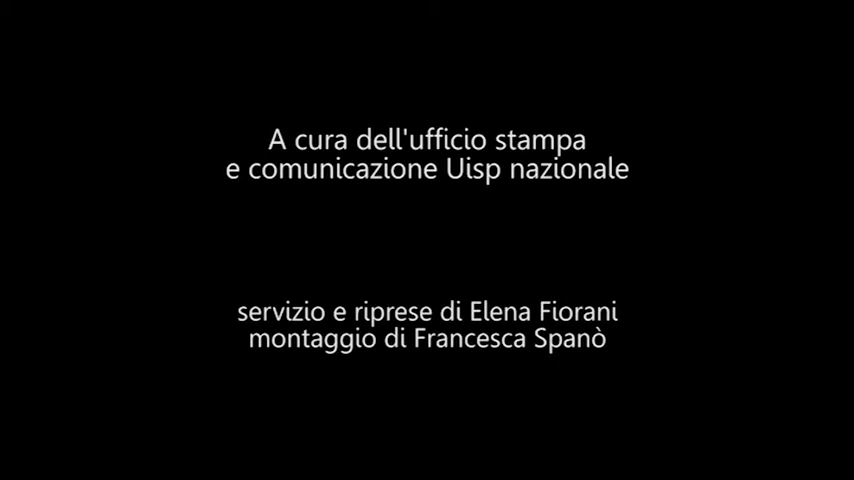 A cura dell'ufficio stampa
e comunicazione Uisp nazionale
servizio e riprese di Elena Fiorani
montaggio di Francesca Spanò